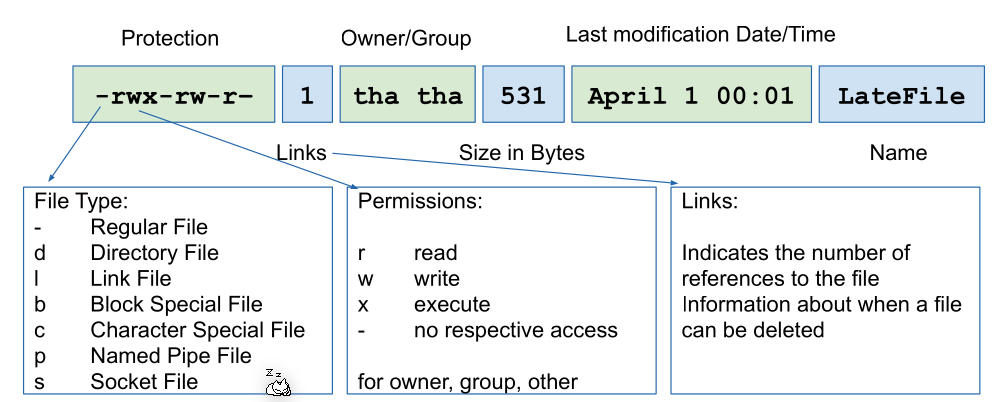 Protection Owner/Group Last modification Date/Time
-rwx-rw-r- 1 tha tha 531 April 1 00:01 LateFile
Links Size in Bytes Name
File Type:
- Regular File
d Directory File
l Link File
b Block Special File
c Character Special File
p Named Pipe File
s Socket File
z z
Permissions:
r read
w write
x execute
- no respective access
for owner, group, other
Links:
Indicates the number of
references to the file
Information about when a file
can be deleted